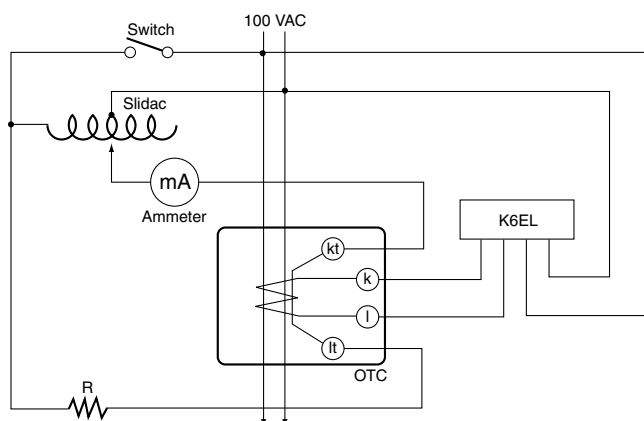 100 VAC
Switch
Slidac
mA
Ammeter
K6EL
kt
k
l
lt
OTC
R